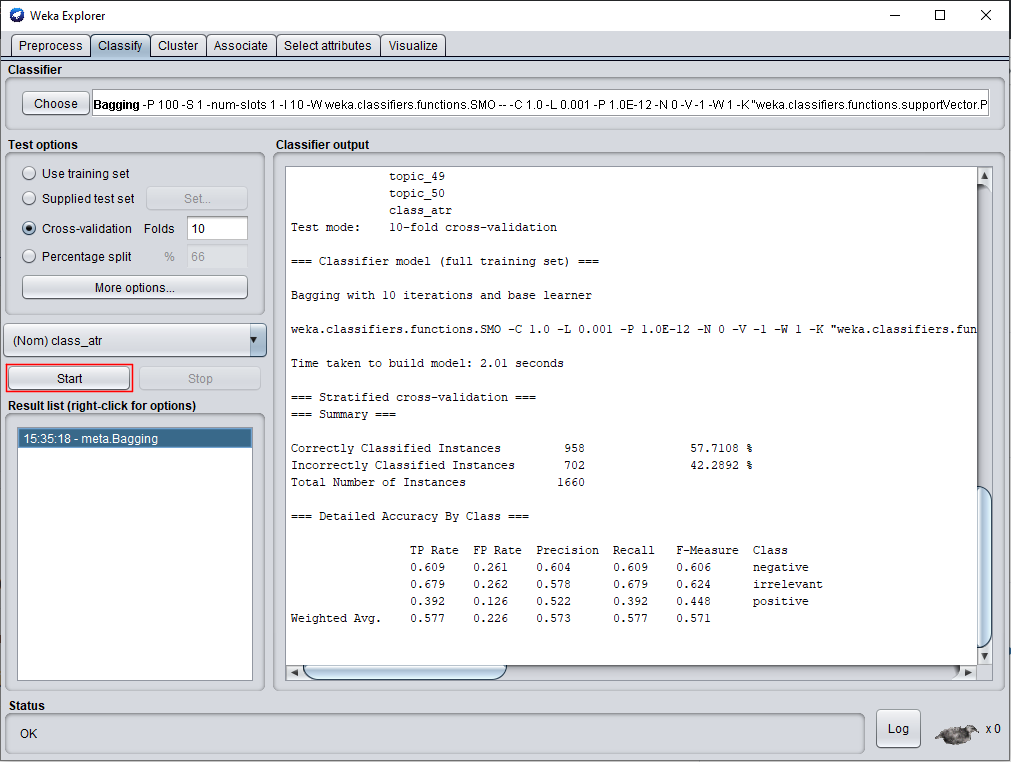 Weka Explorer
Preprocess Classify Cluster Associate Select attributes Visualize
Classifier
Choose Bagging -P 100 -S 1 -num-slots 1 -I 10 -W weka.classifiers.functions.SMO -- -C 1.0 -L 0.001 -P 1.0E-12 -N 0 -V -1 -W 1 -K "weka.classifiers.functions.supportVector.P
Test options
Use training set
Supplied test set Set...
Cross-validation Folds 10
Percentage split % 66
More options...
(Nom) class_atr
Start Stop
Result list (right-click for options)
15:35:18 - meta.Bagging
Classifier output
topic_49
topic_50
class_atr
Test mode: 10-fold cross-validation
=== Classifier model (full training set) ===
Bagging with 10 iterations and base learner
weka.classifiers.functions.SMO -C 1.0 -L 0.001 -P 1.0E-12 -N 0 -V -1 -W 1 -K "weka.classifiers.fun
Time taken to build model: 2.01 seconds
=== Stratified cross-validation ===
=== Summary ===
Correctly Classified Instances 958 57.7108 %
Incorrectly Classified Instances 702 42.2892 %
Total Number of Instances 1660
=== Detailed Accuracy By Class ===
TP Rate FP Rate Precision Recall F-Measure Class
0.609 0.261 0.604 0.609 0.606 negative
0.679 0.262 0.578 0.679 0.624 irrelevant
0.392 0.126 0.522 0.392 0.448 positive
Weighted Avg. 0.577 0.226 0.573 0.577 0.571
Status
OK
Log x 0